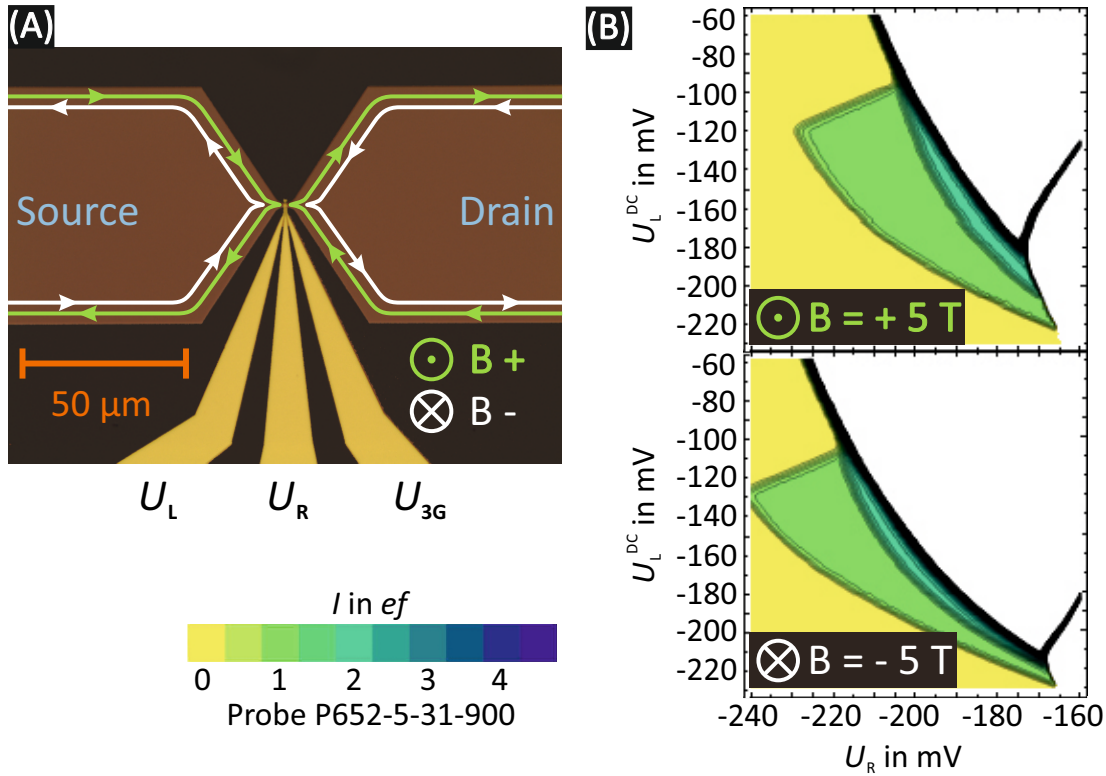 (A)
Source
Drain
50 µm
⊙ B +
⊗ B -
U_L
U_R
U_3G
I in ef
0 1 2 3 4
Probe P652-5-31-900
(B)
-60
-80
-100
-120
-140
-160
-180
-200
-220
U_L^DC in mV
⊙ B = + 5 T
-60
-80
-100
-120
-140
-160
-180
-200
-220
U_L^DC in mV
⊗ B = - 5 T
-240 -220 -200 -180 -160
U_R in mV